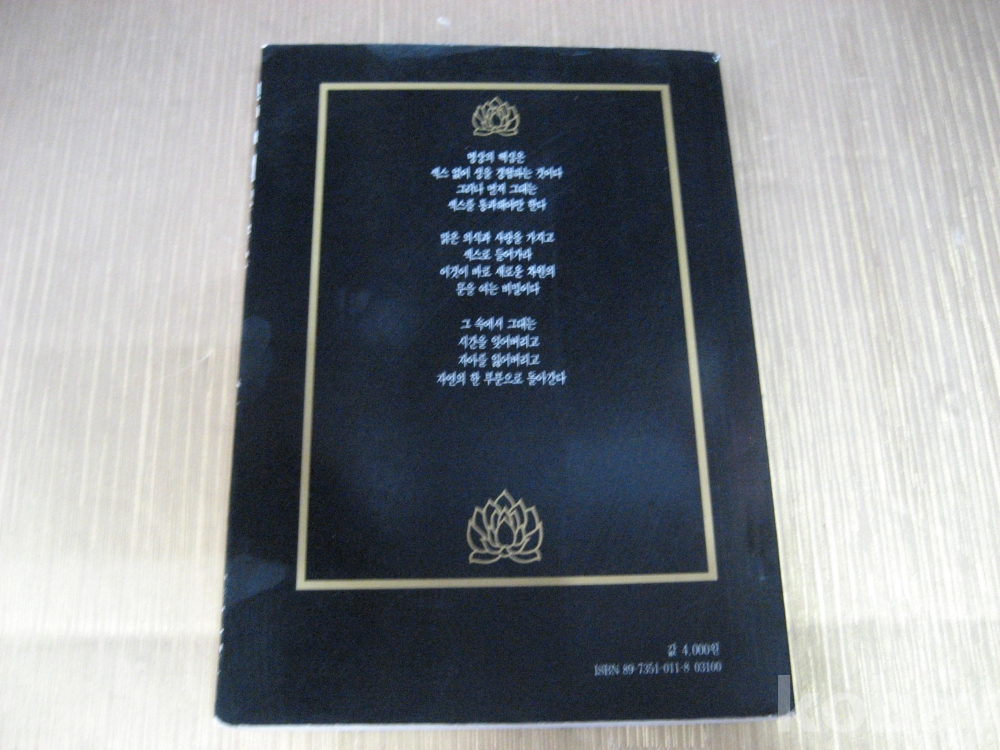 명상의 핵심은
섹스 없이 성을 경험하는 것이다
그러나 먼저 그대는
섹스를 통과해야만 한다
맑은 의식과 사랑을 가지고
섹스로 들어가라
이것이 바로 새로운 차원의
문을 여는 비밀이다
그 속에서 그대는
시간을 잊어버리고
자아를 잃어버리고
자연의 한 부분으로 돌아간다
값 4,000원
ISBN 89-7351-011-8 03100